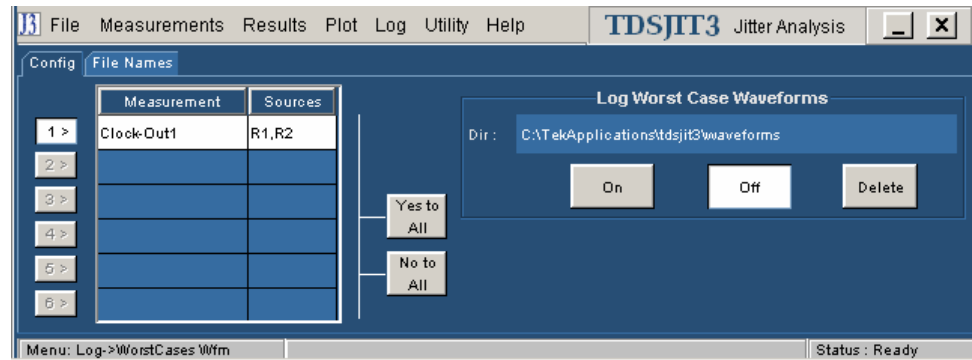 J3 File Measurements Results Plot Log Utility Help TDSJIT3 Jitter Analysis _ X
Config File Names
Measurement Sources
1 > Clock-Out1 R1,R2
2 >
3 >
4 >
5 >
6 >
Yes to All
No to All
Log Worst Case Waveforms
Dir : C:\TekApplications\tdsjit3\waveforms
On Off Delete
Menu: Log->WorstCases Wfm Status : Ready